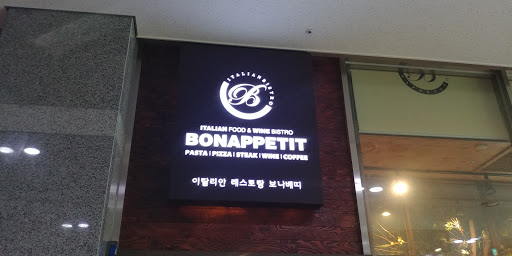 ITALIAN BISTRO
B
ITALIAN FOOD & WINE BISTRO
BONAPPETIT
PASTA | PIZZA | STEAK | WINE | COFFEE
이탈리안 레스토랑 보나베띠
B